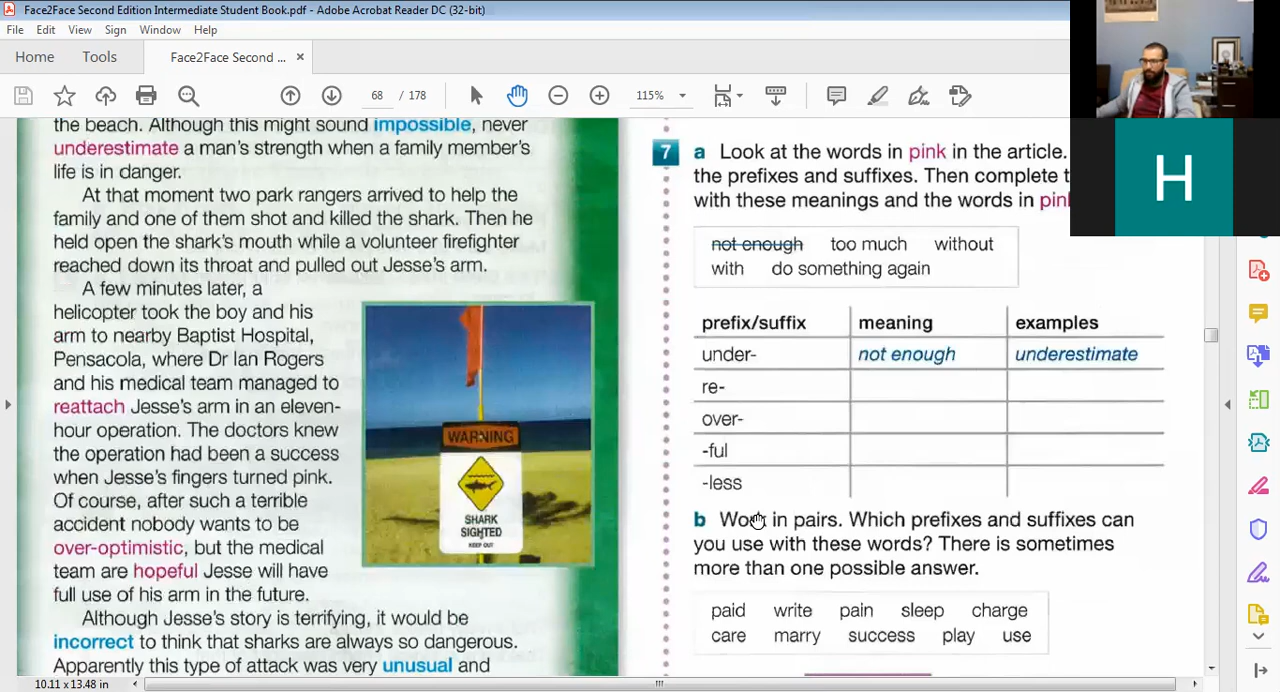 Face2Face Second Edition Intermediate Student Book.pdf - Adobe Acrobat Reader DC (32-bit)
File Edit View Sign Window Help
Home Tools Face2Face Second ... ×
68 / 178 115%
the beach. Although this might sound impossible, never
underestimate a man's strength when a family member's
life is in danger.
At that moment two park rangers arrived to help the
family and one of them shot and killed the shark. Then he
held open the shark's mouth while a volunteer firefighter
reached down its throat and pulled out Jesse's arm.
A few minutes later, a
helicopter took the boy and his
arm to nearby Baptist Hospital,
Pensacola, where Dr Ian Rogers
and his medical team managed to
reattach Jesse's arm in an eleven-
hour operation. The doctors knew
the operation had been a success
when Jesse's fingers turned pink.
Of course, after such a terrible
accident nobody wants to be
over-optimistic, but the medical
team are hopeful Jesse will have
full use of his arm in the future.
Although Jesse's story is terrifying, it would be
incorrect to think that sharks are always so dangerous.
Apparently this type of attack was very unusual and
WARNING
SHARK
SIGHTED
KEEP OUT
7 a Look at the words in pink in the article.
the prefixes and suffixes. Then complete t
with these meanings and the words in pin
not enough too much without
with do something again
prefix/suffix meaning examples
under- not enough underestimate
re-
over-
-ful
-less
b Work in pairs. Which prefixes and suffixes can
you use with these words? There is sometimes
more than one possible answer.
paid write pain sleep charge
care marry success play use
H
10.11 x 13.48 in